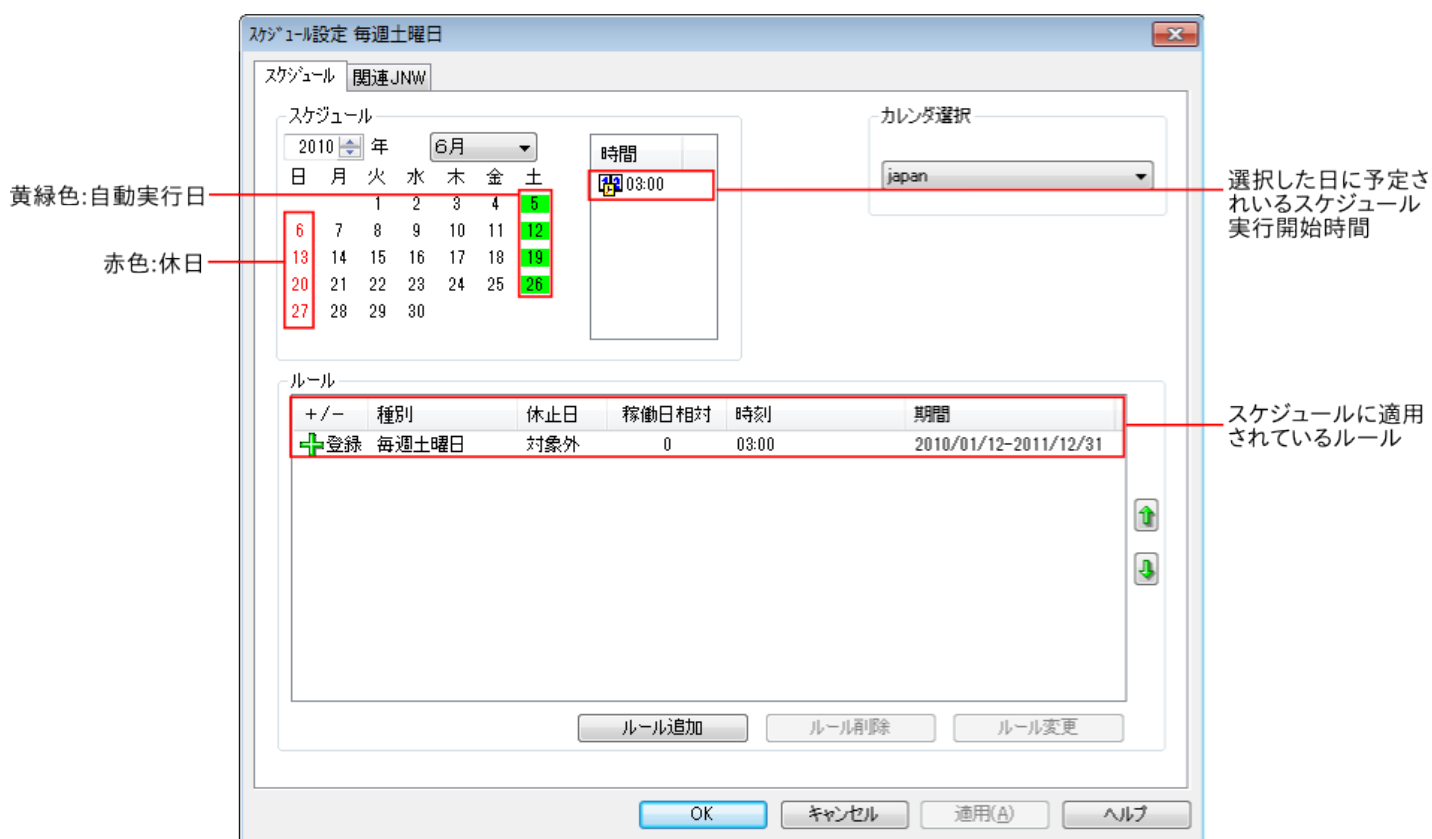 スケジュール設定 毎週土曜日
スケジュール 関連JNW
スケジュール
2010 年 6月
日 月 火 水 木 金 土
1 2 3 4 5
6 7 8 9 10 11 12
13 14 15 16 17 18 19
20 21 22 23 24 25 26
27 28 29 30
時間
03:00
カレンダ選択
japan
黄緑色:自動実行日
赤色:休日
選択した日に予定さ
れいるスケジュール
実行開始時間
ルール
+/- 種別 休止日 稼働日相対 時刻 期間
登録 毎週土曜日 対象外 0 03:00 2010/01/12-2011/12/31
スケジュールに適用
されているルール
ルール追加 ルール削除 ルール変更
OK キャンセル 適用(A) ヘルプ